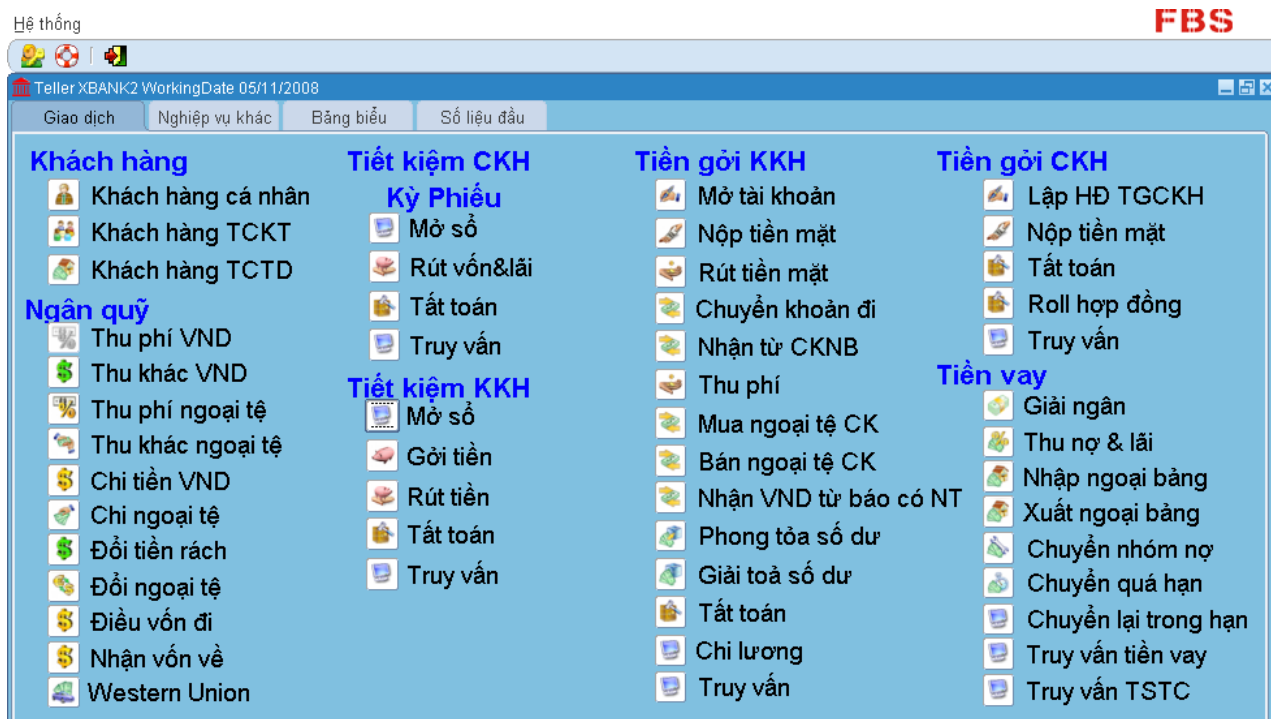 Hệ thống
FBS
Teller XBANK2 WorkingDate 05/11/2008
Giao dịch
Nghiệp vụ khác
Bảng biểu
Số liệu đầu
Khách hàng
Khách hàng cá nhân
Khách hàng TCKT
Khách hàng TCTD
Ngân quỹ
Thu phí VND
Thu khác VND
Thu phí ngoại tệ
Thu khác ngoại tệ
Chi tiền VND
Chi ngoại tệ
Đổi tiền rách
Đổi ngoại tệ
Điều vốn đi
Nhận vốn về
Western Union
Tiết kiệm CKH
Kỳ Phiếu
Mở sổ
Rút vốn&lãi
Tất toán
Truy vấn
Tiết kiệm KKH
Mở sổ
Gởi tiền
Rút tiền
Tất toán
Truy vấn
Tiền gởi KKH
Mở tài khoản
Nộp tiền mặt
Rút tiền mặt
Chuyển khoản đi
Nhận từ CKNB
Thu phí
Mua ngoại tệ CK
Bán ngoại tệ CK
Nhận VND từ báo có NT
Phong tỏa số dư
Giải toả số dư
Tất toán
Chi lương
Truy vấn
Tiền gởi CKH
Lập HĐ TGCKH
Nộp tiền mặt
Tất toán
Roll hợp đồng
Truy vấn
Tiền vay
Giải ngân
Thu nợ & lãi
Nhập ngoại bảng
Xuất ngoại bảng
Chuyển nhóm nợ
Chuyển quá hạn
Chuyển lại trong hạn
Truy vấn tiền vay
Truy vấn TSTC